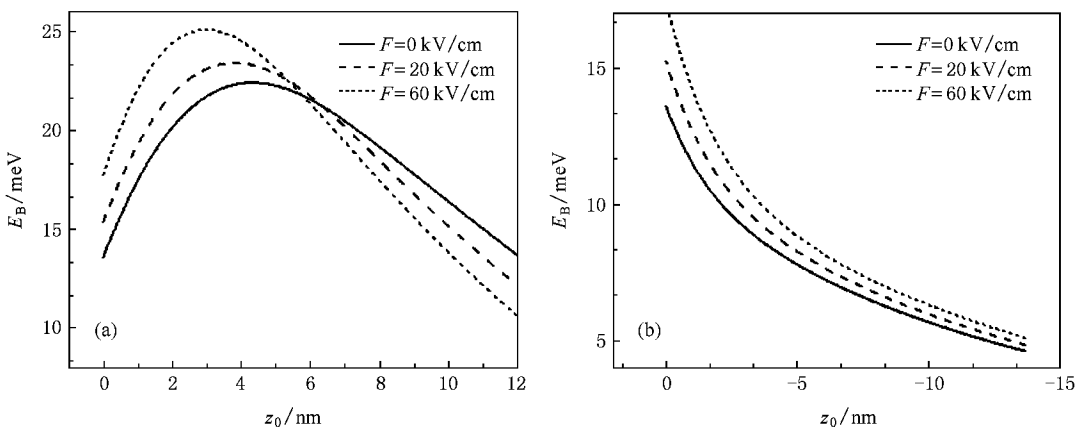 F=0 kV/cm
F=20 kV/cm
F=60 kV/cm
25
20
15
10
E_B/meV
(a)
0 2 4 6 8 10 12
z_0/nm
F=0 kV/cm
F=20 kV/cm
F=60 kV/cm
15
10
5
E_B/meV
(b)
0 −5 −10 −15
z_0/nm